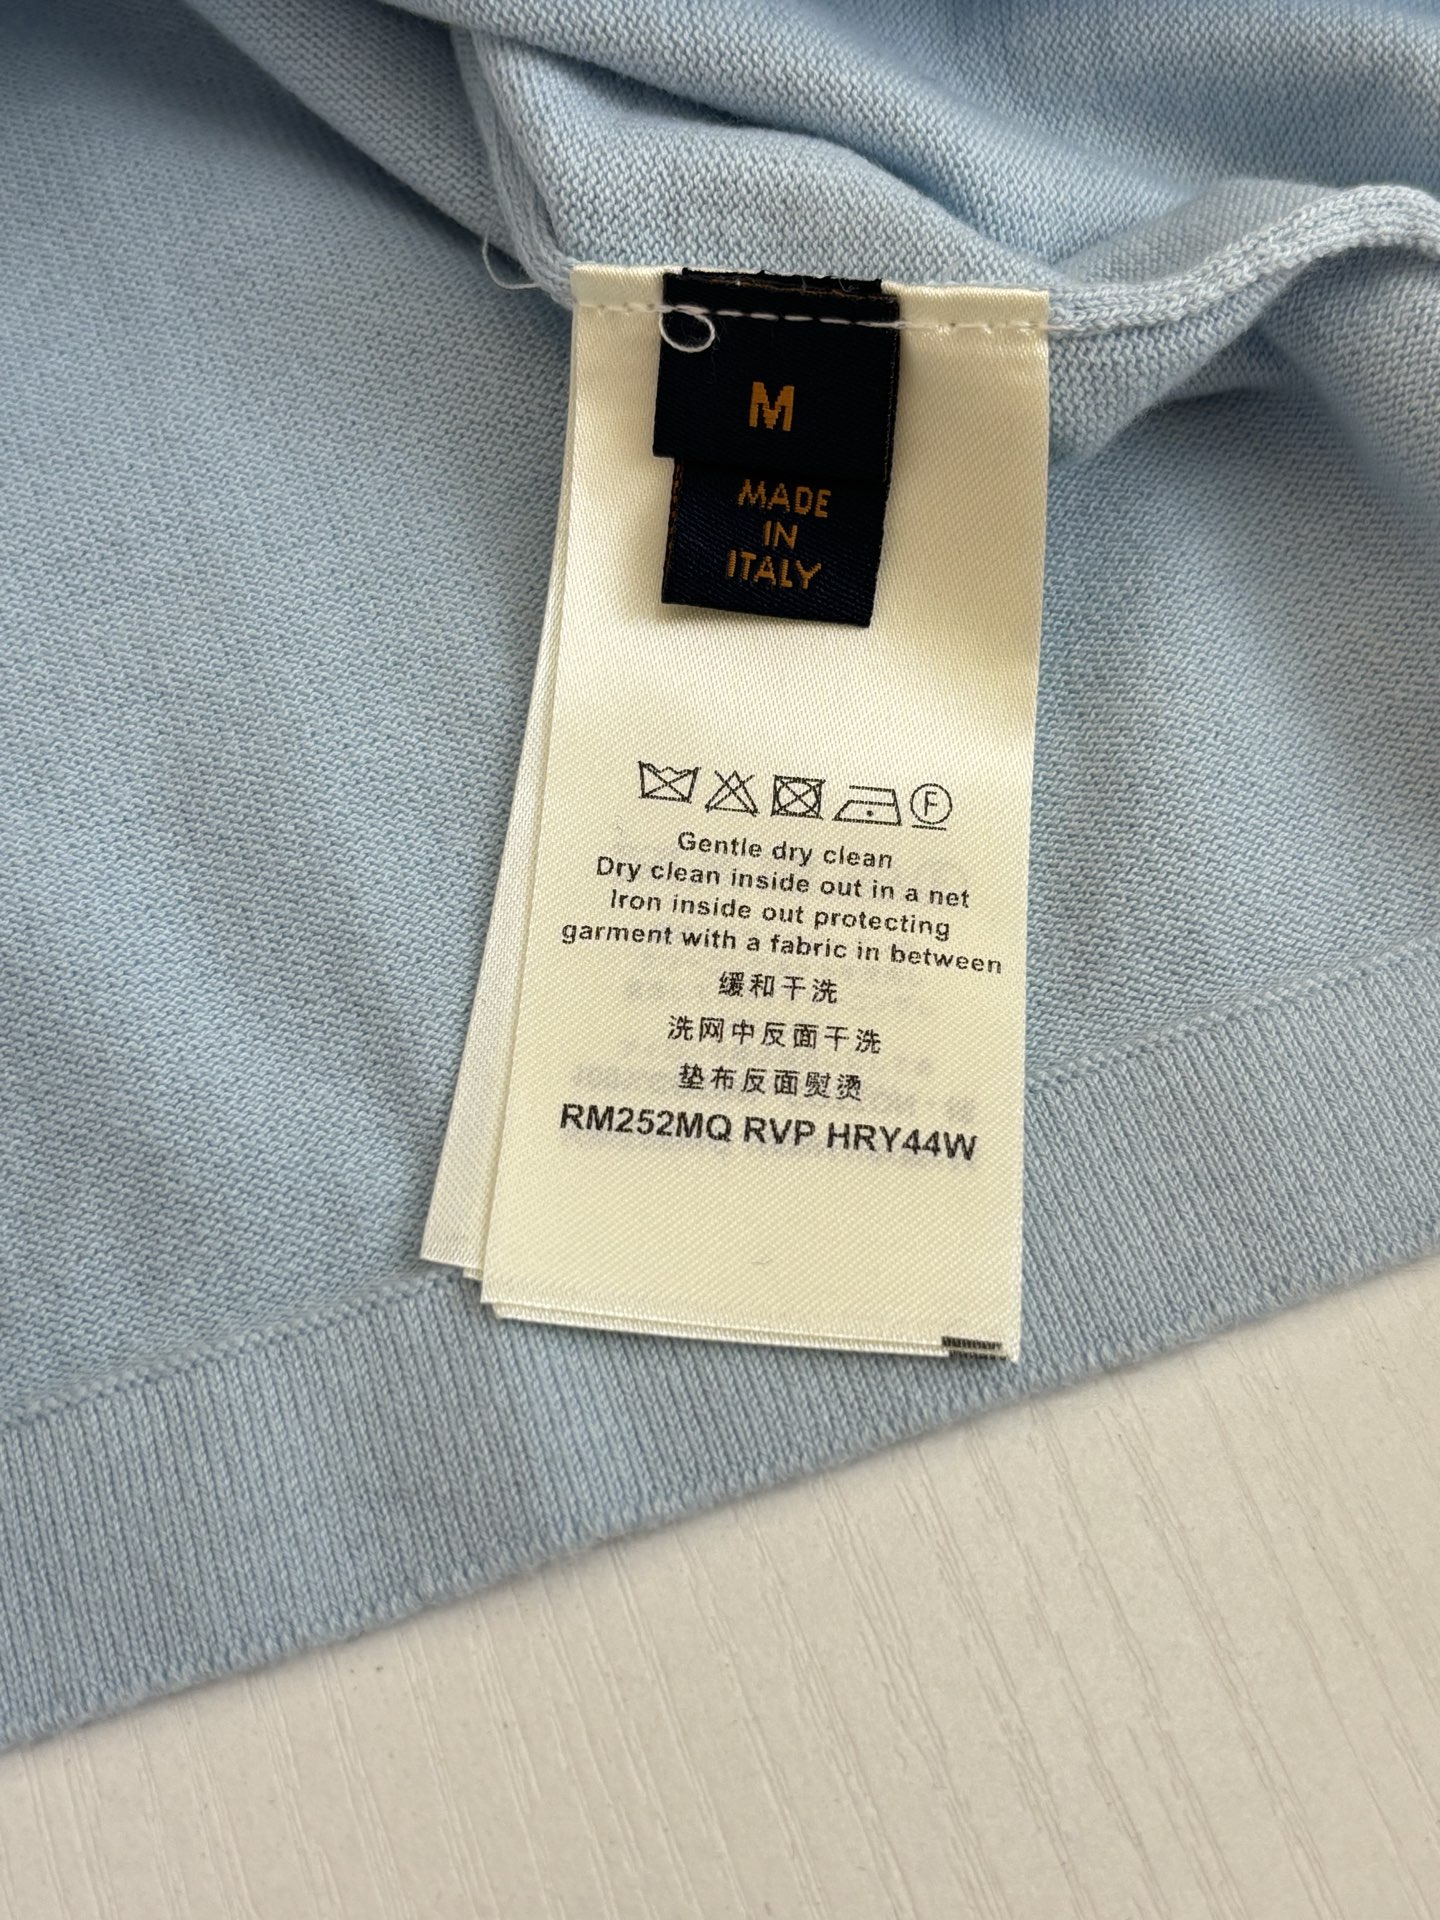 M
MADE
IN
ITALY
F
Gentle dry clean
Dry clean inside out in a net
Iron inside out protecting
garment with a fabric in between
缓和干洗
洗网中反面干洗
垫布反面熨烫
RM252MQ RVP HRY44W